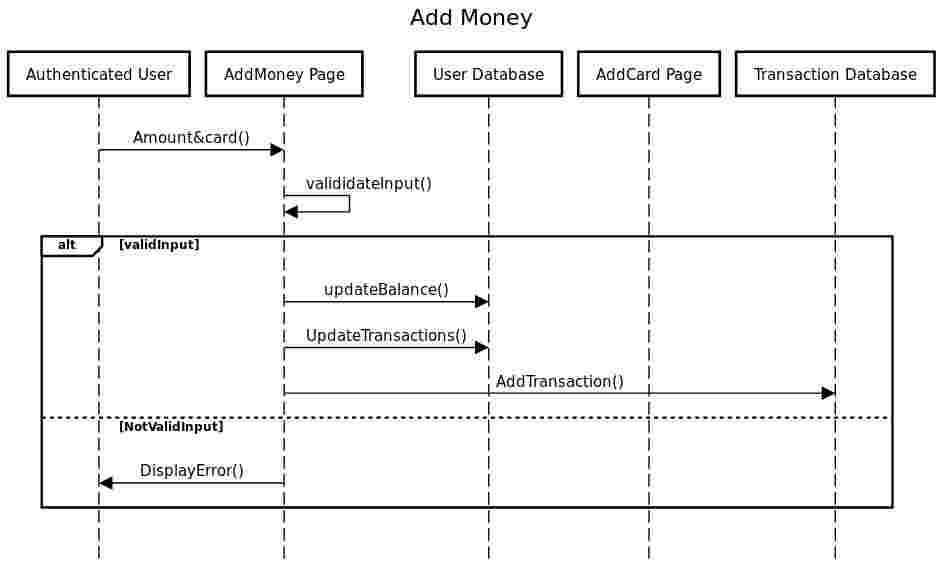 Add Money
Authenticated User
AddMoney Page
User Database
AddCard Page
Transaction Database
Amount&card()
valididateInput()
alt
[validInput]
updateBalance()
UpdateTransactions()
AddTransaction()
[NotValidInput]
DisplayError()